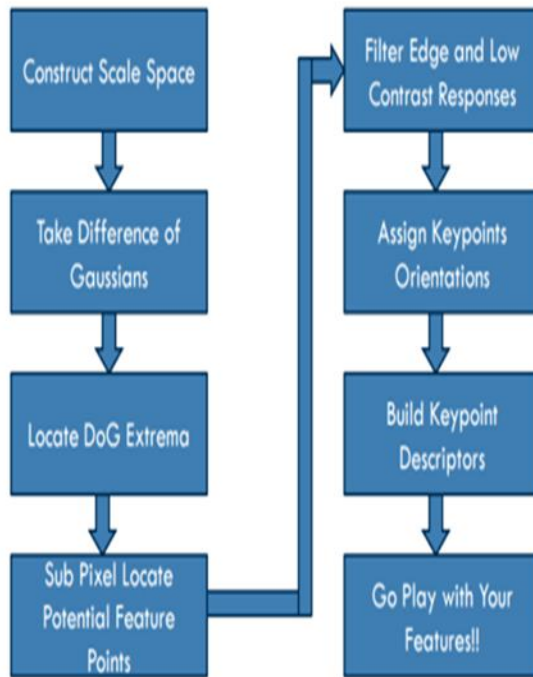 Construct Scale Space
Take Difference of
Gaussians
Locate DoG Extrema
Sub Pixel Locate
Potential Feature
Points
Filter Edge and Low
Contrast Responses
Assign Keypoints
Orientations
Build Keypoint
Descriptors
Go Play with Your
Features!!